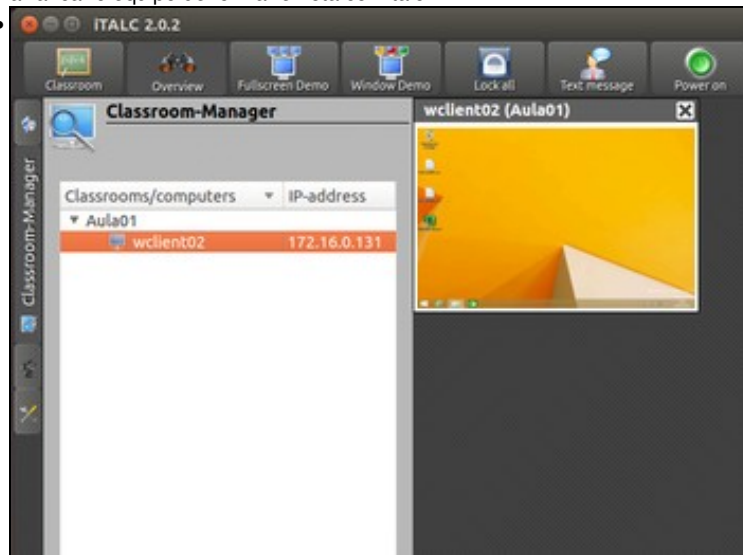 iTALC 2.0.2
Classroom Overview Fullscreen Demo Window Demo Lock all Text message Power on
Classroom-Manager
Classroom-Manager
wclient02 (Aula01)
Classrooms/computers IP-address
Aula01
wclient02 172.16.0.131